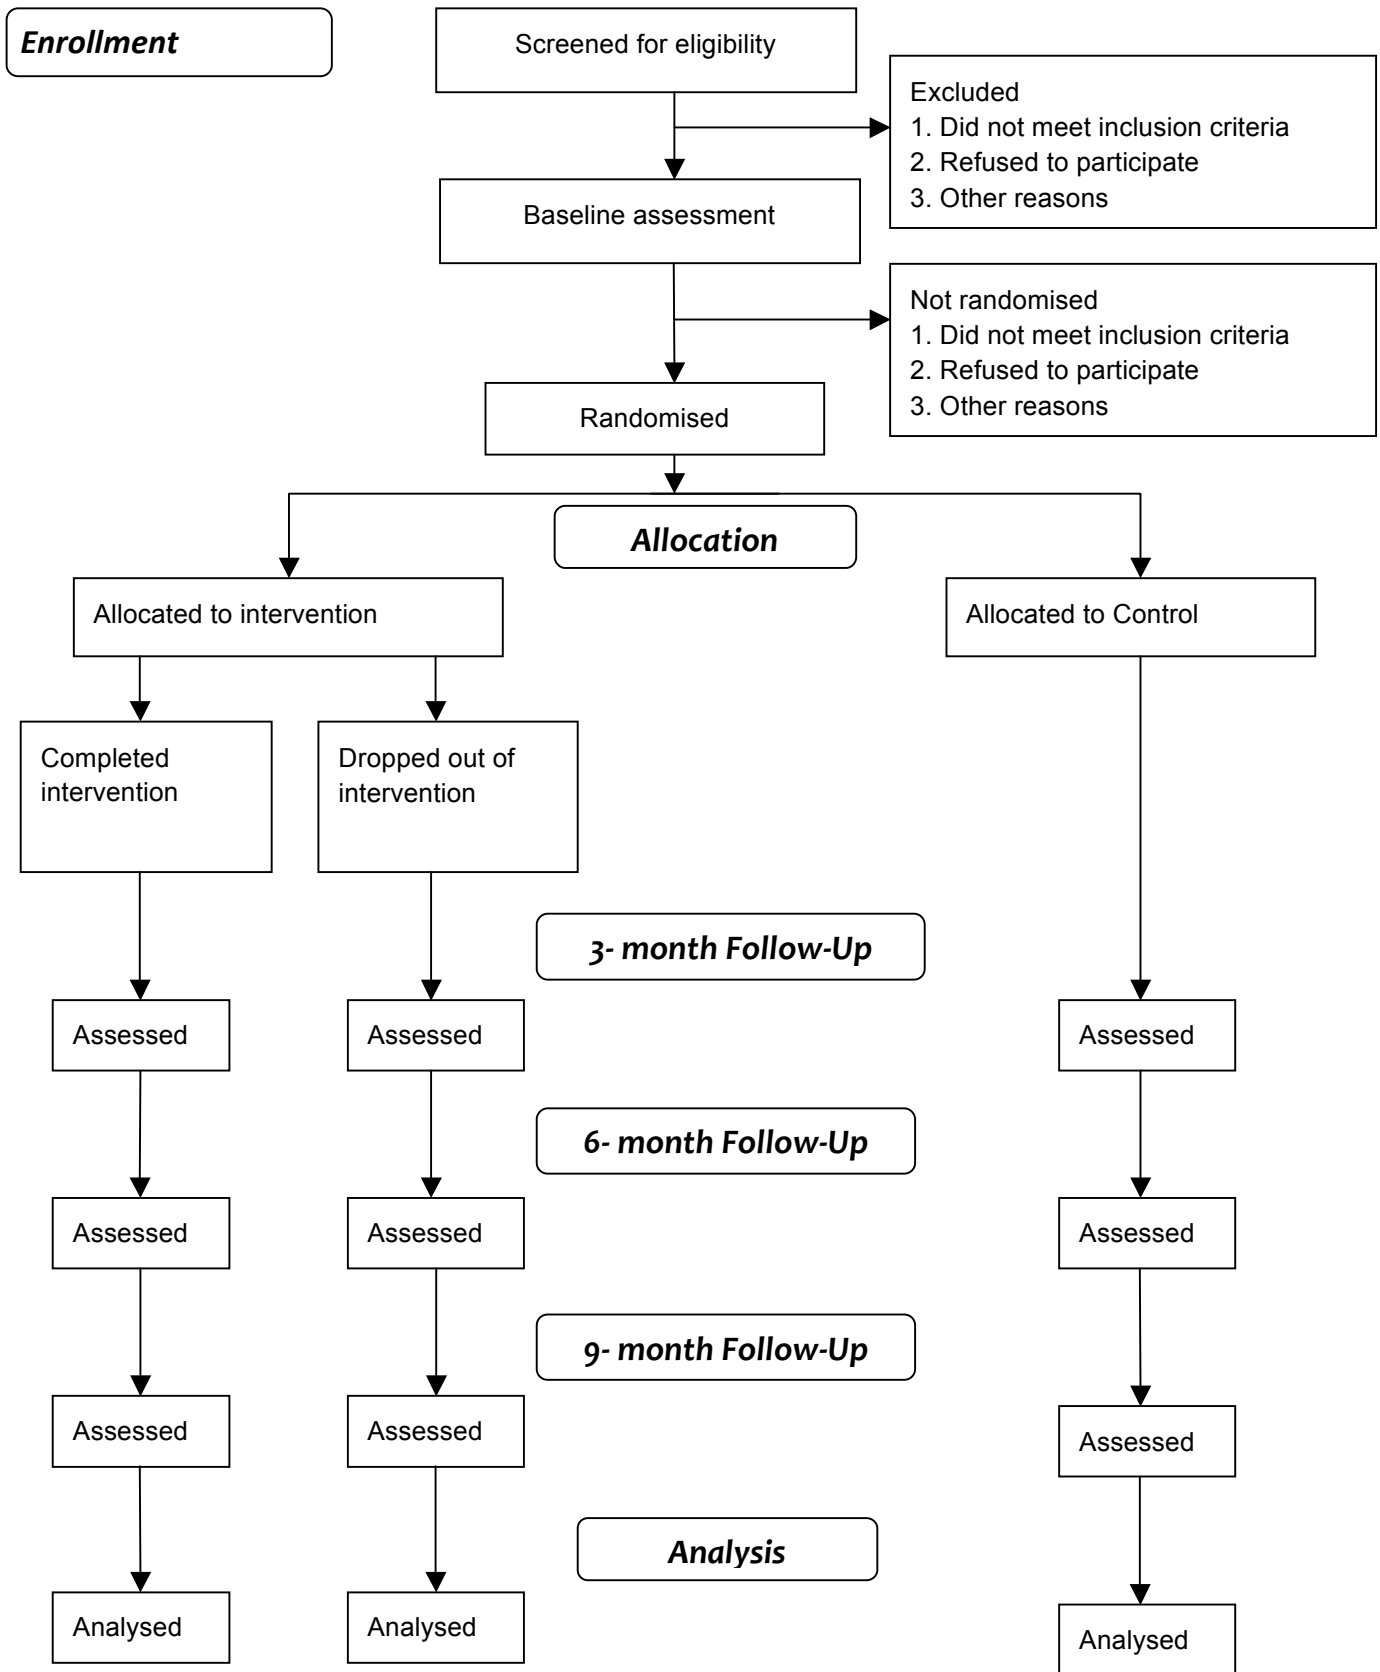 Enrollment
Screened for eligibility
Excluded
1. Did not meet inclusion criteria
2. Refused to participate
3. Other reasons
Baseline assessment
Not randomised
1. Did not meet inclusion criteria
2. Refused to participate
3. Other reasons
Randomised
Allocation
Allocated to intervention
Allocated to Control
Completed
intervention
Dropped out of
intervention
3- month Follow-Up
Assessed
Assessed
Assessed
6- month Follow-Up
Assessed
Assessed
Assessed
9- month Follow-Up
Assessed
Assessed
Assessed
Analysis
Analysed
Analysed
Analysed